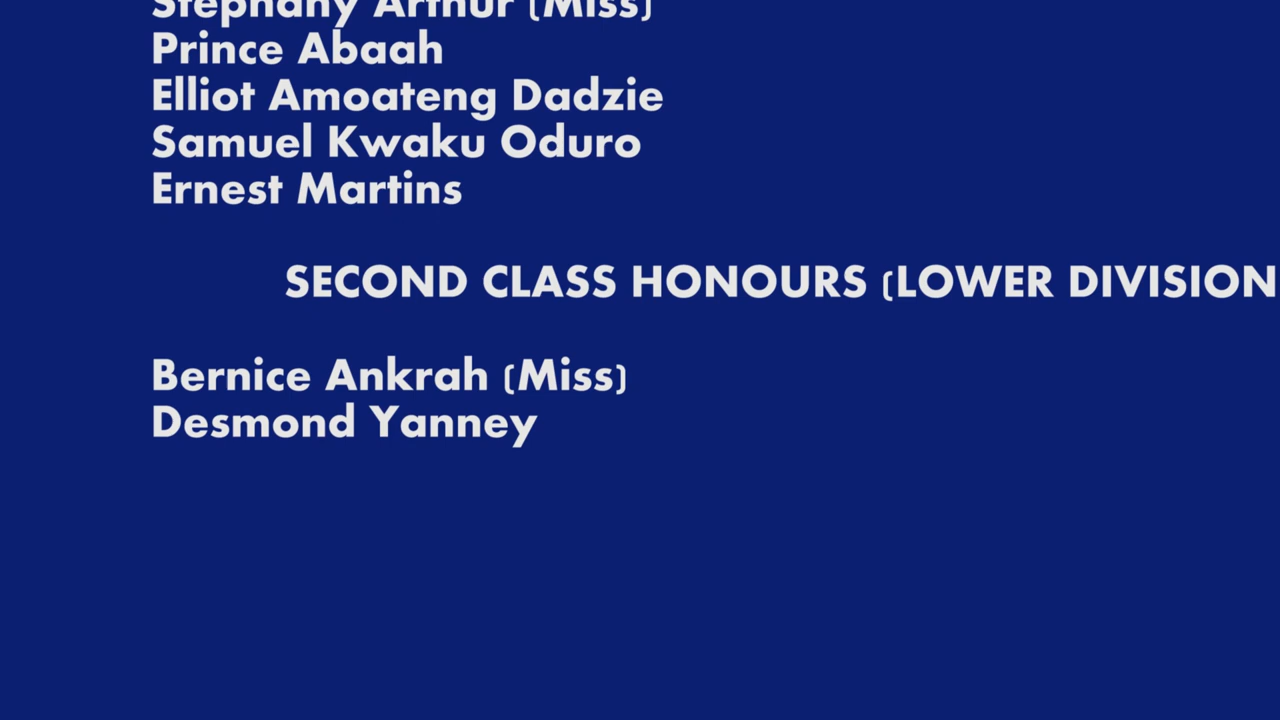 Stephany Arthur (Miss)
Prince Abaah
Elliot Amoateng Dadzie
Samuel Kwaku Oduro
Ernest Martins
SECOND CLASS HONOURS (LOWER DIVISION
Bernice Ankrah (Miss)
Desmond Yanney